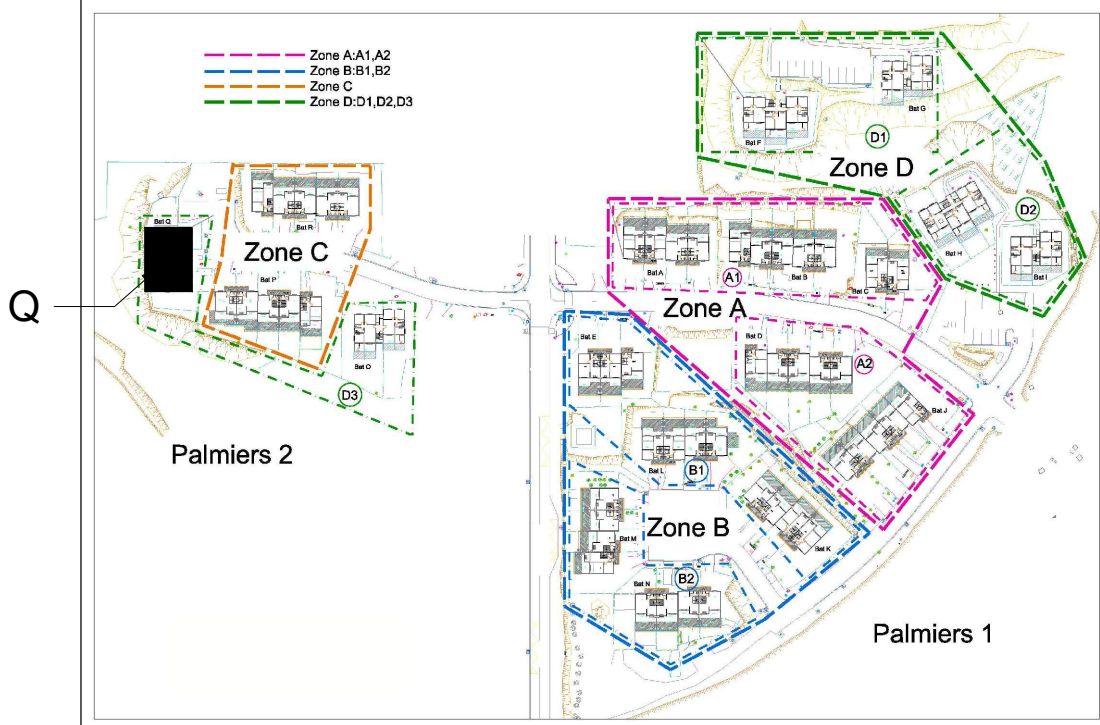 Zone A:A1,A2
Zone B:B1,B2
Zone C
Zone D:D1,D2,D3
Bat G
Bat F
D1
Zone D
D2
Bat H
Bat I
Bat Q
Bat R
Zone C
Bat P
Q
Bat O
D3
Palmiers 2
Bat A
A1
Bat B
Bat C
Zone A
Bat E
Bat D
A2
Bat J
Bat L
B1
Zone B
Bat M
Bat K
Bat N
B2
Palmiers 1